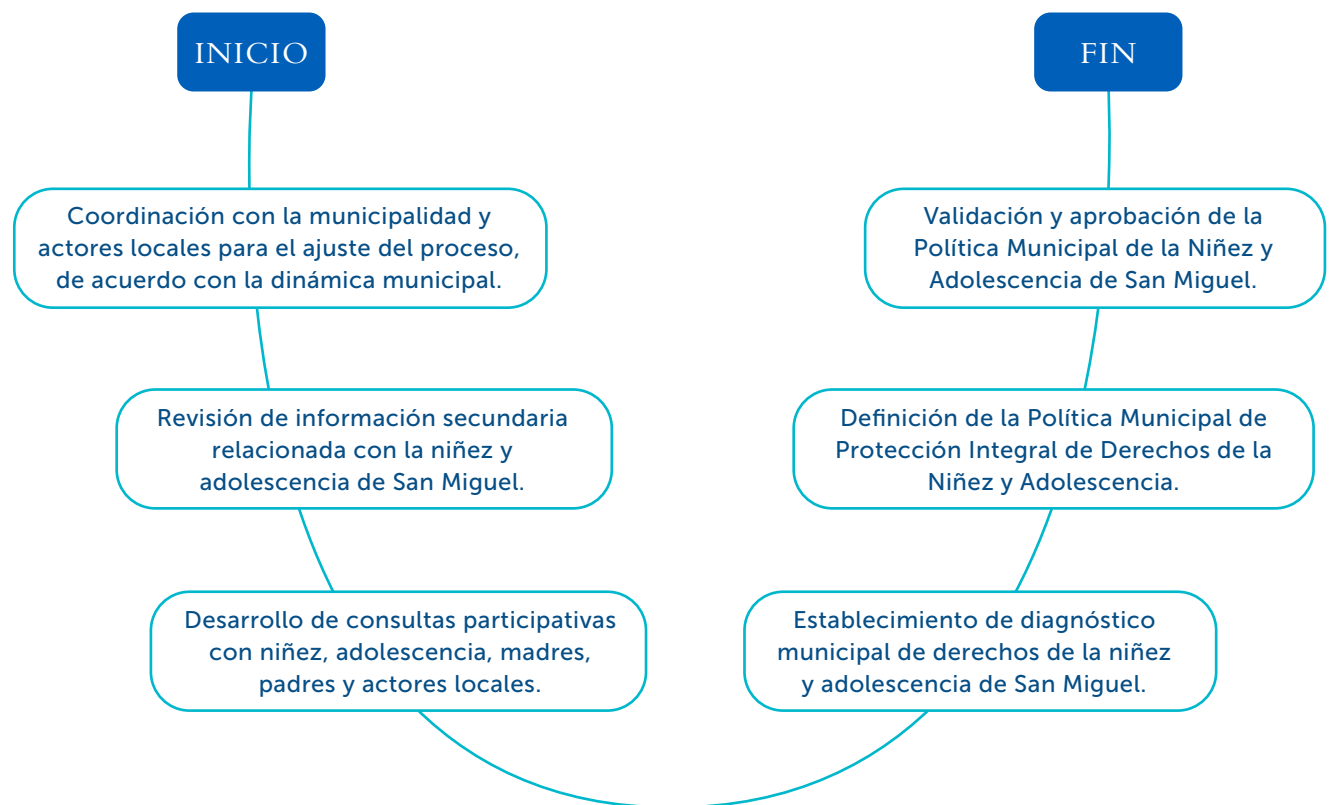 INICIO
Coordinación con la municipalidad y
actores locales para el ajuste del proceso,
de acuerdo con la dinámica municipal.
Revisión de información secundaria
relacionada con la niñez y
adolescencia de San Miguel.
Desarrollo de consultas participativas
con niñez, adolescencia, madres,
padres y actores locales.
Establecimiento de diagnóstico
municipal de derechos de la niñez
y adolescencia de San Miguel.
Definición de la Política Municipal de
Protección Integral de Derechos de la
Niñez y Adolescencia.
Validación y aprobación de la
Política Municipal de la Niñez y
Adolescencia de San Miguel.
FIN